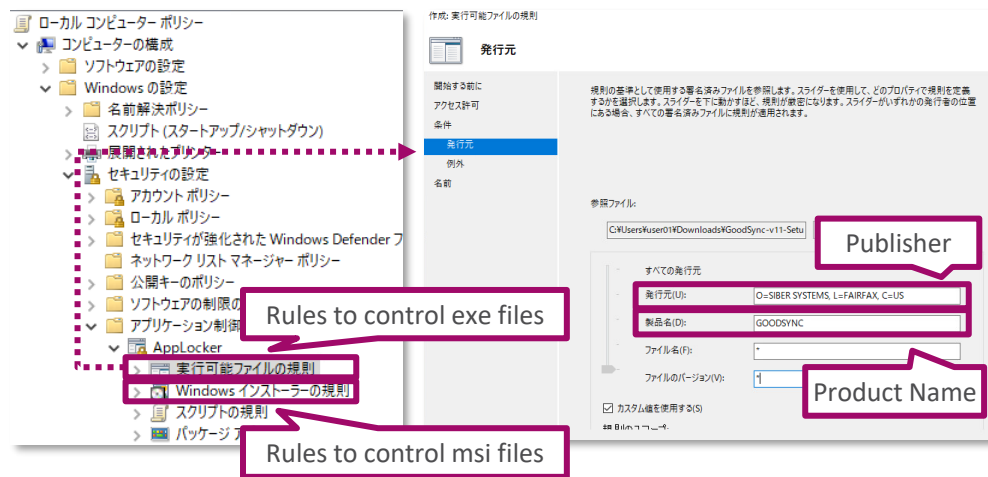 ローカル コンピューター ポリシー
コンピューターの構成
ソフトウェアの設定
Windows の設定
名前解決ポリシー
スクリプト (スタートアップ/シャットダウン)
展開されたプリンター
セキュリティの設定
アカウント ポリシー
ローカル ポリシー
セキュリティが強化された Windows Defender フ
ネットワーク リスト マネージャー ポリシー
公開キーのポリシー
ソフトウェアの制限の
アプリケーション制御
AppLocker
実行可能ファイルの規則
Windows インストーラーの規則
スクリプトの規則
パッケージ ア
Rules to control exe files
Rules to control msi files
作成: 実行可能ファイルの規則
発行元
開始する前に
アクセス許可
条件
発行元
例外
名前
規則の基準として使用する署名済みファイルを参照します。スライダーを使用して、どのプロパティで規則を定義
するかを選択します。スライダーを下に動かすほど、規則が厳密になります。スライダーがいずれかの発行者の位置
にある場合、すべての署名済みファイルに規則が適用されます。
参照ファイル:
C:¥Users¥user01¥Downloads¥GoodSync-v11-Setu
Publisher
すべての発行元
発行元(U):
O=SIBER SYSTEMS, L=FAIRFAX, C=US
製品名(D):
GOODSYNC
ファイル名(F):
*
ファイルのバージョン(V):
*
Product Name
カスタム値を使用する(S)